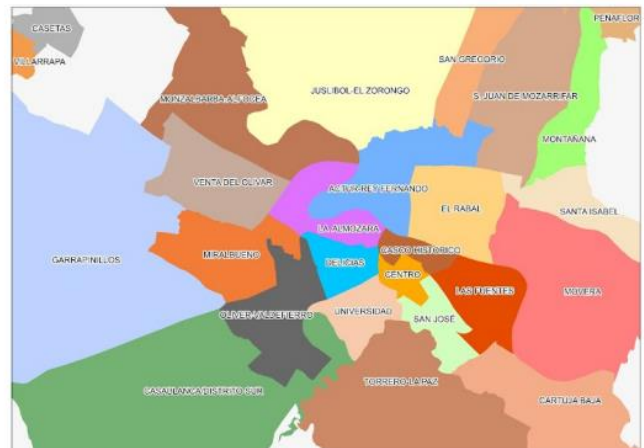 PEÑAFLOR
CASETAS
VILLARRAPA
SAN GREGORIO
JUSLIBOL-EL ZORONGO
S. JUAN DE MOZARRIFAR
MONZALBARBA-ALFOCEA
MONTAÑANA
VENTA DEL OLIVAR
ACTUR-REY FERNANDO
EL RABAL
SANTA ISABEL
LA ALMOZARA
CASCO HISTÓRICO
MIRALBUENO
GARRAPINILLOS
DELICIAS
CENTRO
LAS FUENTES
MOVERA
OLIVER-VALDEFIERRO
UNIVERSIDAD
SAN JOSÉ
TORRERO-LA PAZ
CASABLANCA/DISTRITO SUR
CARTUJA BAJA